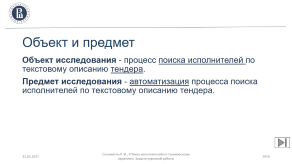 Объект и предмет
Объект исследования - процесс поиска исполнителей по
текстовому описанию тендера.
Предмет исследования - автоматизация процесса поиска
исполнителей по текстовому описанию тендера.